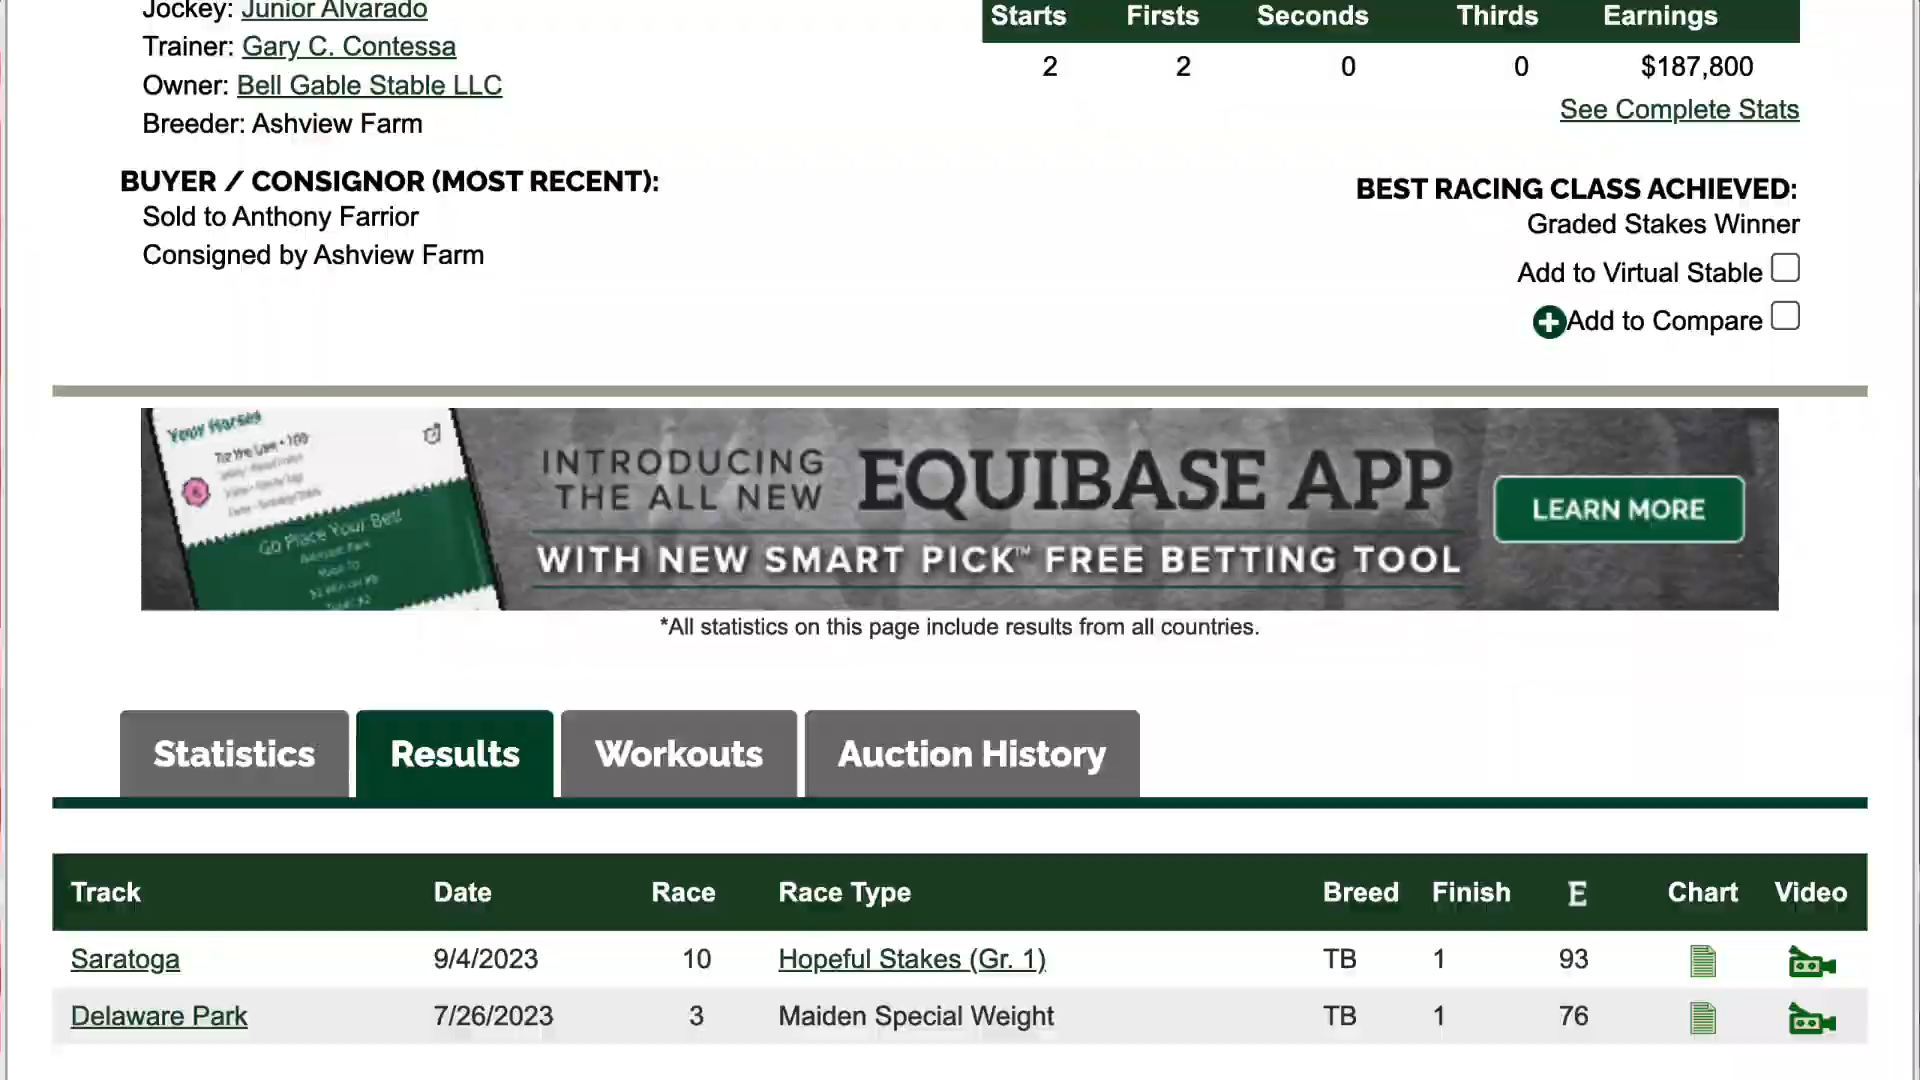 Jockey: Junior Alvarado
Trainer: Gary C. Contessa
Owner: Bell Gable Stable LLC
Breeder: Ashview Farm
Starts Firsts Seconds Thirds Earnings
2 2 0 0 $187,800
See Complete Stats
BUYER / CONSIGNOR (MOST RECENT):
Sold to Anthony Farrior
Consigned by Ashview Farm
BEST RACING CLASS ACHIEVED:
Graded Stakes Winner
Add to Virtual Stable
Add to Compare
Your Horses
Tiz the Law
Go Place Your Bet!
INTRODUCING
THE ALL NEW
EQUIBASE APP
WITH NEW SMART PICK™ FREE BETTING TOOL
LEARN MORE
*All statistics on this page include results from all countries.
Statistics Results Workouts Auction History
Track Date Race Race Type Breed Finish E Chart Video
Saratoga 9/4/2023 10 Hopeful Stakes (Gr. 1) TB 1 93
Delaware Park 7/26/2023 3 Maiden Special Weight TB 1 76